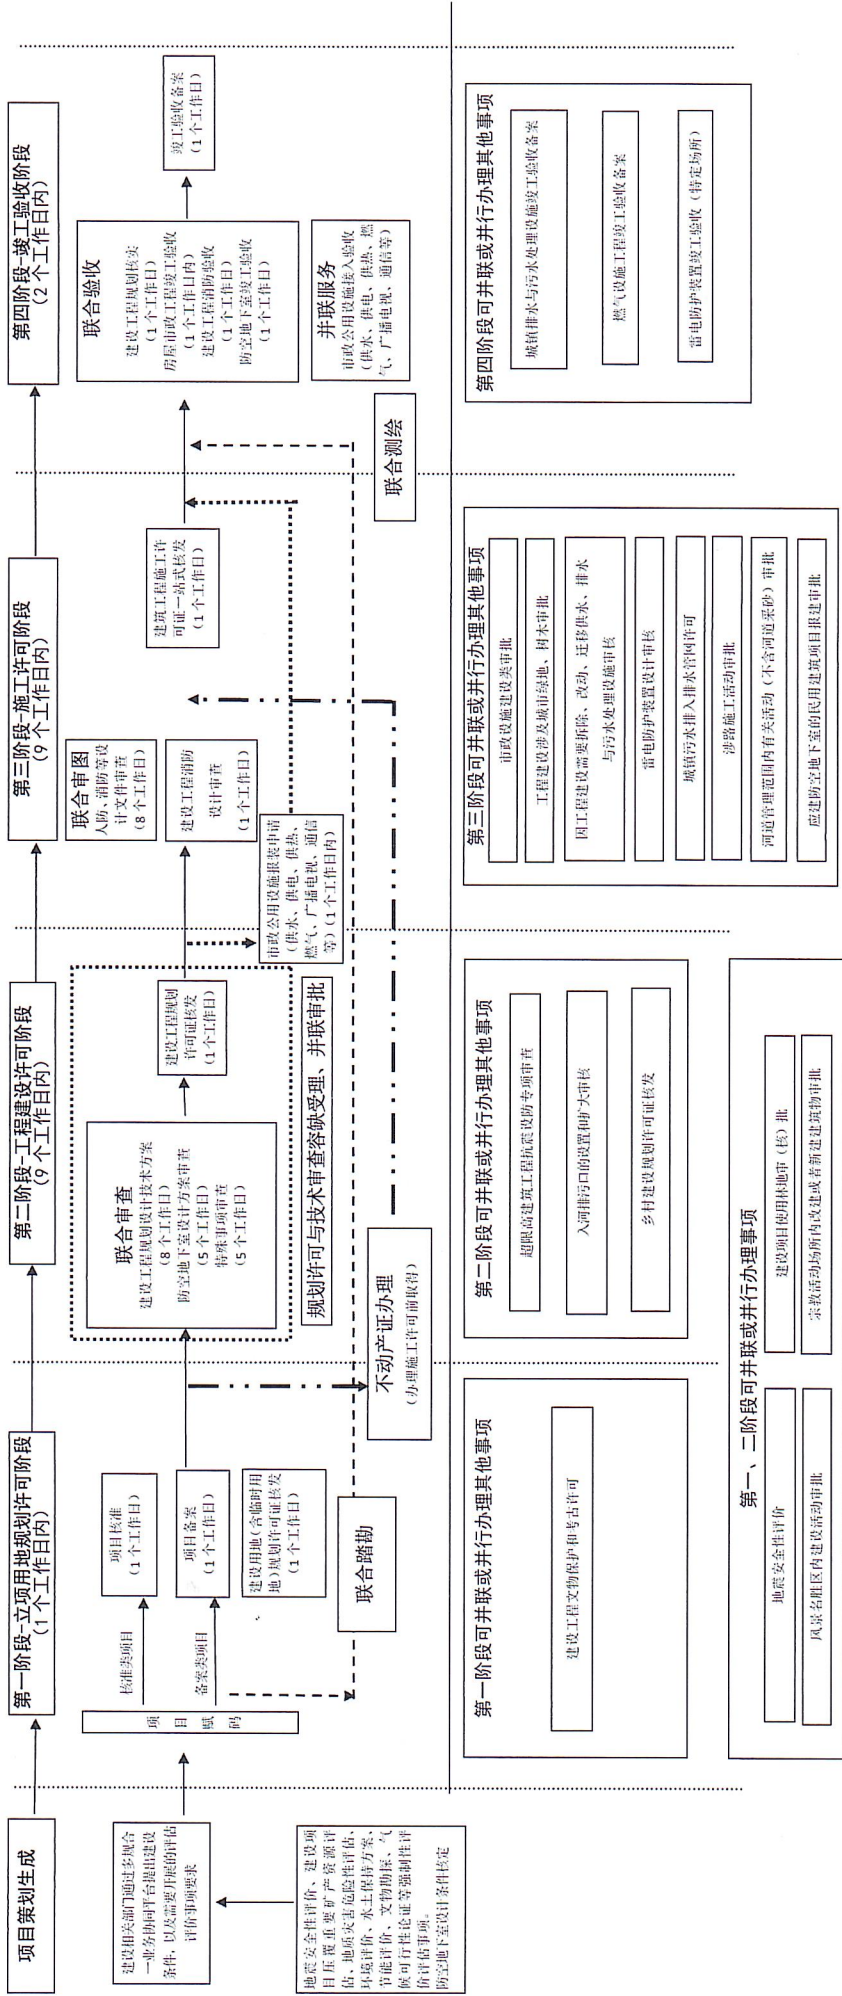 项目策划生成
第一阶段-立项用地规划许可阶段
(1 个工作日内)
第二阶段-工程建设许可阶段
(9 个工作日内)
第三阶段-施工许可阶段
(9 个工作日内)
第四阶段-竣工验收阶段
(2 个工作日内)
建设相关部门通过多规合
一业务协同平台提出建设
条件,以及需要开展的评估
评价事项要求
地震安全性评价、建设项
目压覆重要矿产资源评
估、地质灾害危险性评估、
环境评价、水土保持方案、
节能评价、文物勘探、气
候可行性论证等强制性评
价评估事项。
防空地下室设计条件核定
项目赋码
核准类项目
备案类项目
项目核准
(1 个工作日)
项目备案
(1 个工作日)
建设用地(含临时用
地)规划许可证核发
(1 个工作日)
联合踏勘
联合审查
建设工程规划设计技术方案
(8 个工作日)
防空地下室设计方案审查
(5 个工作日)
特殊事项审查
(5 个工作日)
建设工程规划
许可证核发
(1 个工作日)
规划许可与技术审查容缺受理、并联审批
不动产证办理
(办理施工许可前取得)
联合审图
人防、消防等设
计文件审查
(8 个工作日)
建设工程消防
设计审查
(1 个工作日)
市政公用设施报装申请
(供水、供电、供热、
燃气、广播电视、通信
等)(1 个工作日内)
建筑工程施工许
可证一站式核发
(1 个工作日)
联合测绘
联合验收
建设工程规划核实
(1 个工作日)
房屋市政工程竣工验收
(1 个工作日内)
建设工程消防验收
(1 个工作日)
防空地下室竣工验收
(1 个工作日)
并联服务
市政公用设施接入验收
(供水、供电、供热、燃
气、广播电视、通信等)
竣工验收备案
(1 个工作日)
第一阶段可并联或并行办理其他事项
建设工程文物保护和考古许可
第二阶段可并联或并行办理其他事项
超限高建筑工程抗震设防专项审查
入河排污口的设置和扩大审核
乡村建设规划许可证核发
第三阶段可并联或并行办理其他事项
市政设施建设类审批
工程建设涉及城市绿地、树木审批
因工程建设需要拆除、改动、迁移供水、排水
与污水处理设施审核
雷电防护装置设计审核
城镇污水排入排水管网许可
涉路施工活动审批
河道管理范围内有关活动(不含河道采砂)审批
应建防空地下室的民用建筑项目报建审批
第四阶段可并联或并行办理其他事项
城镇排水与污水处理设施竣工验收备案
燃气设施工程竣工验收备案
雷电防护装置竣工验收(特定场所)
第一、二阶段可并联或并行办理事项
地震安全性评价
建设项目使用林地审(核)批
风景名胜区内建设活动审批
宗教活动场所内改建或者新建建筑物审批